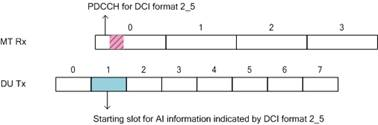 PDCCH for DCI format 2_5
0 1 2 3
MT Rx
0 1 2 3 4 5 6 7
DU Tx
Starting slot for AI information indicated by DCI format 2_5